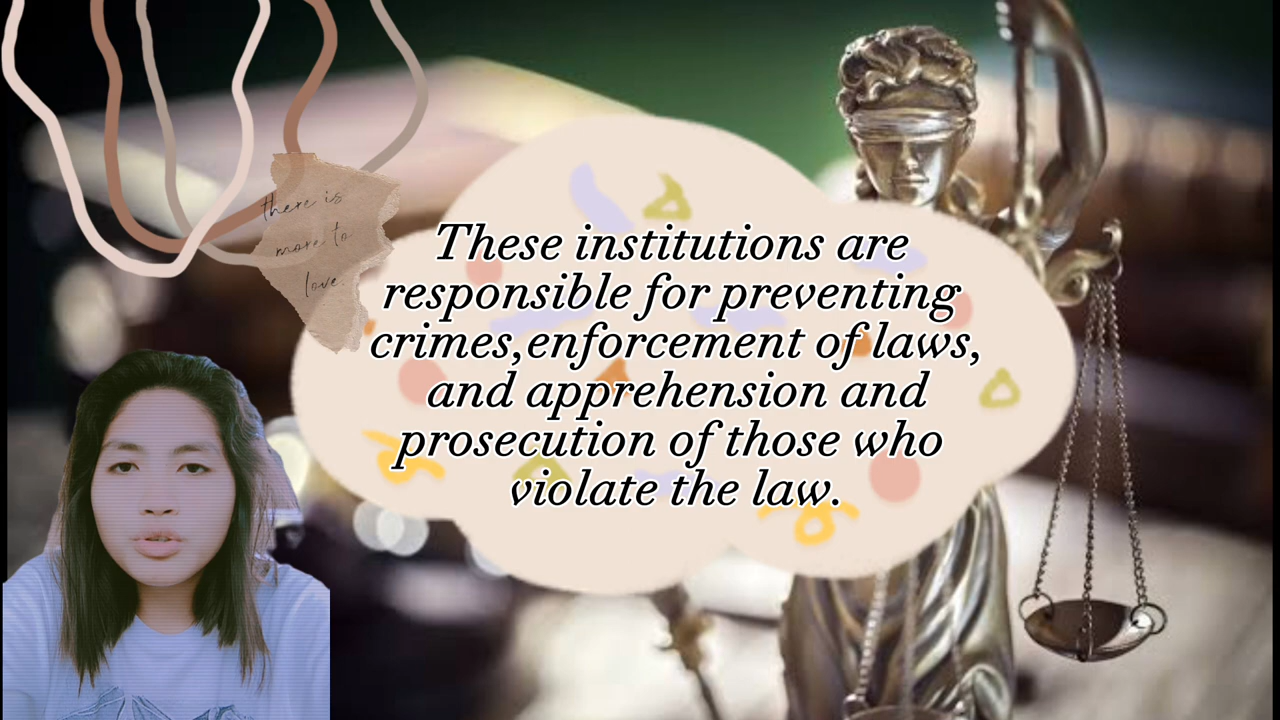 there is
more to
love.
These institutions are
responsible for preventing
crimes,enforcement of laws,
and apprehension and
prosecution of those who
violate the law.